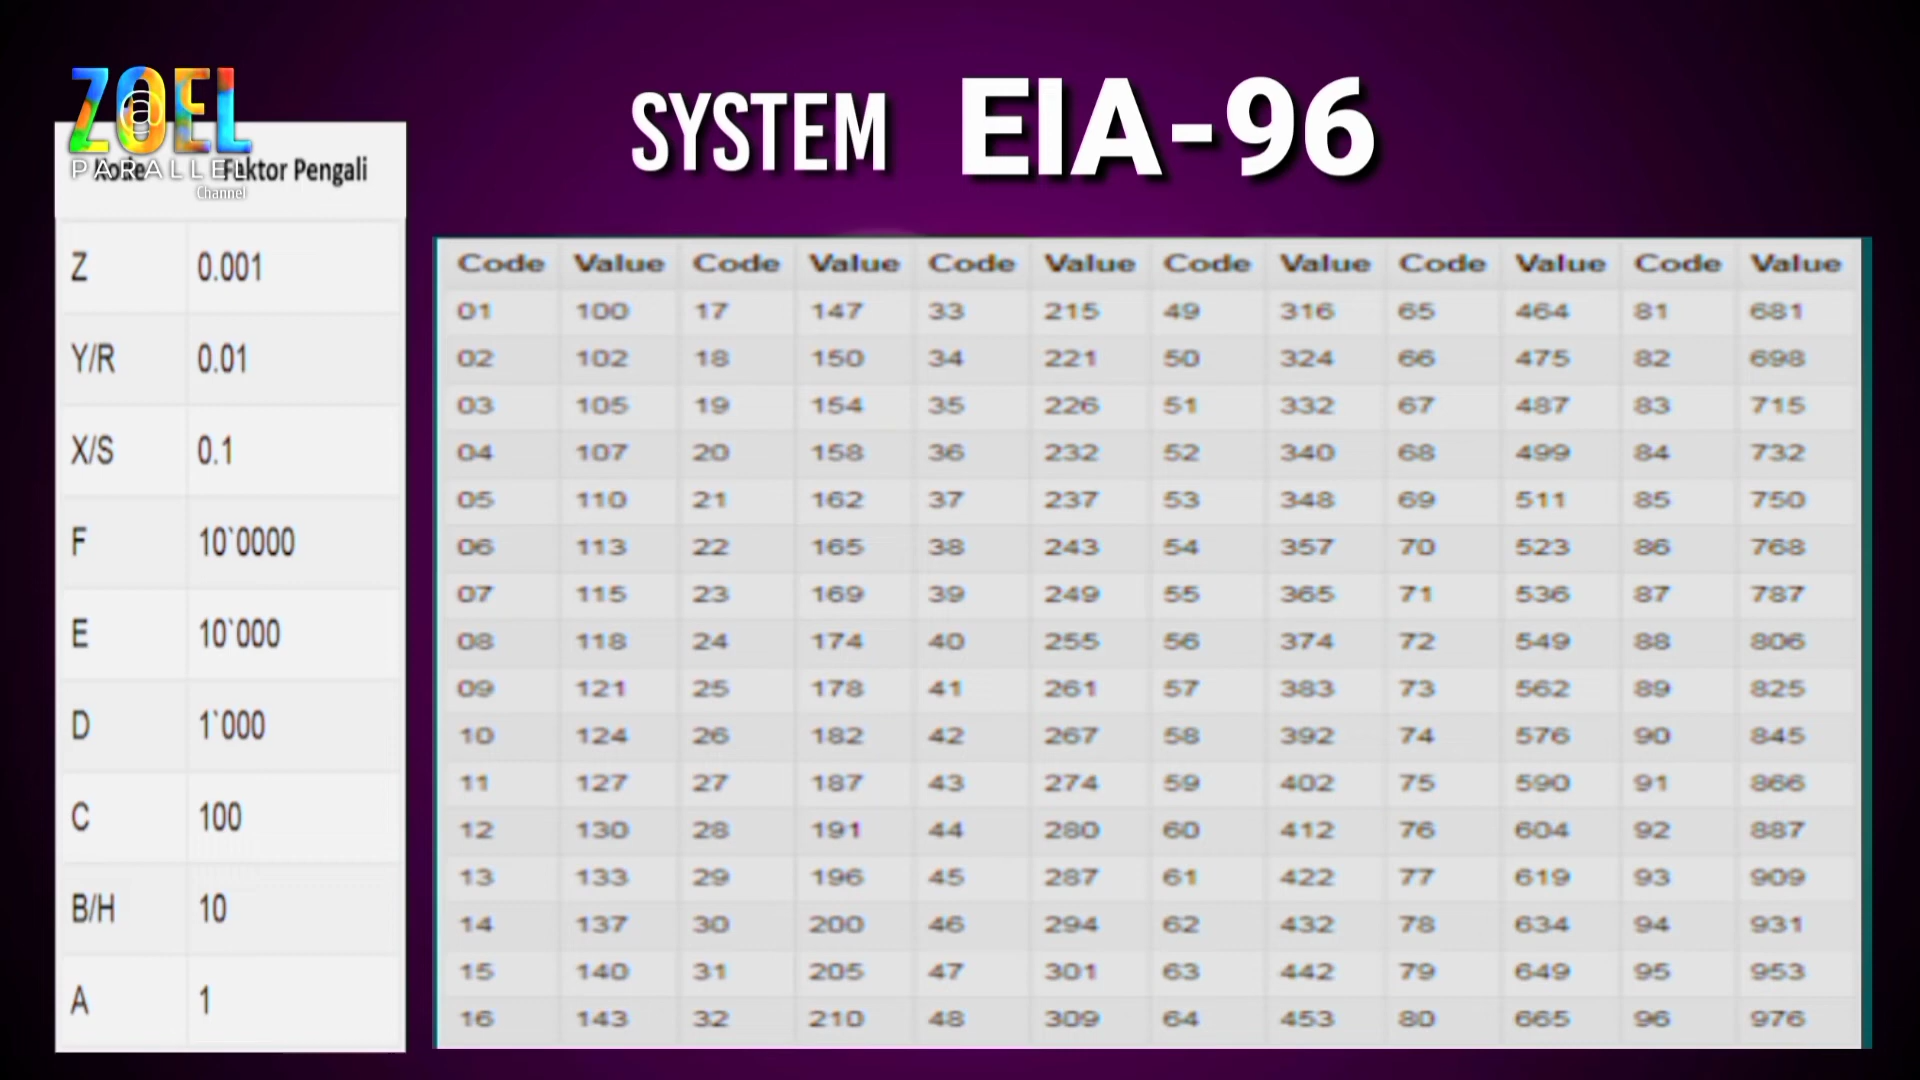 ZOEL
PARALLEL
Channel
SYSTEM EIA-96
Kode Faktor Pengali
Z 0.001
Y/R 0.01
X/S 0.1
F 10`0000
E 10`000
D 1`000
C 100
B/H 10
A 1
Code Value Code Value Code Value Code Value Code Value Code Value
01 100 17 147 33 215 49 316 65 464 81 681
02 102 18 150 34 221 50 324 66 475 82 698
03 105 19 154 35 226 51 332 67 487 83 715
04 107 20 158 36 232 52 340 68 499 84 732
05 110 21 162 37 237 53 348 69 511 85 750
06 113 22 165 38 243 54 357 70 523 86 768
07 115 23 169 39 249 55 365 71 536 87 787
08 118 24 174 40 255 56 374 72 549 88 806
09 121 25 178 41 261 57 383 73 562 89 825
10 124 26 182 42 267 58 392 74 576 90 845
11 127 27 187 43 274 59 402 75 590 91 866
12 130 28 191 44 280 60 412 76 604 92 887
13 133 29 196 45 287 61 422 77 619 93 909
14 137 30 200 46 294 62 432 78 634 94 931
15 140 31 205 47 301 63 442 79 649 95 953
16 143 32 210 48 309 64 453 80 665 96 976